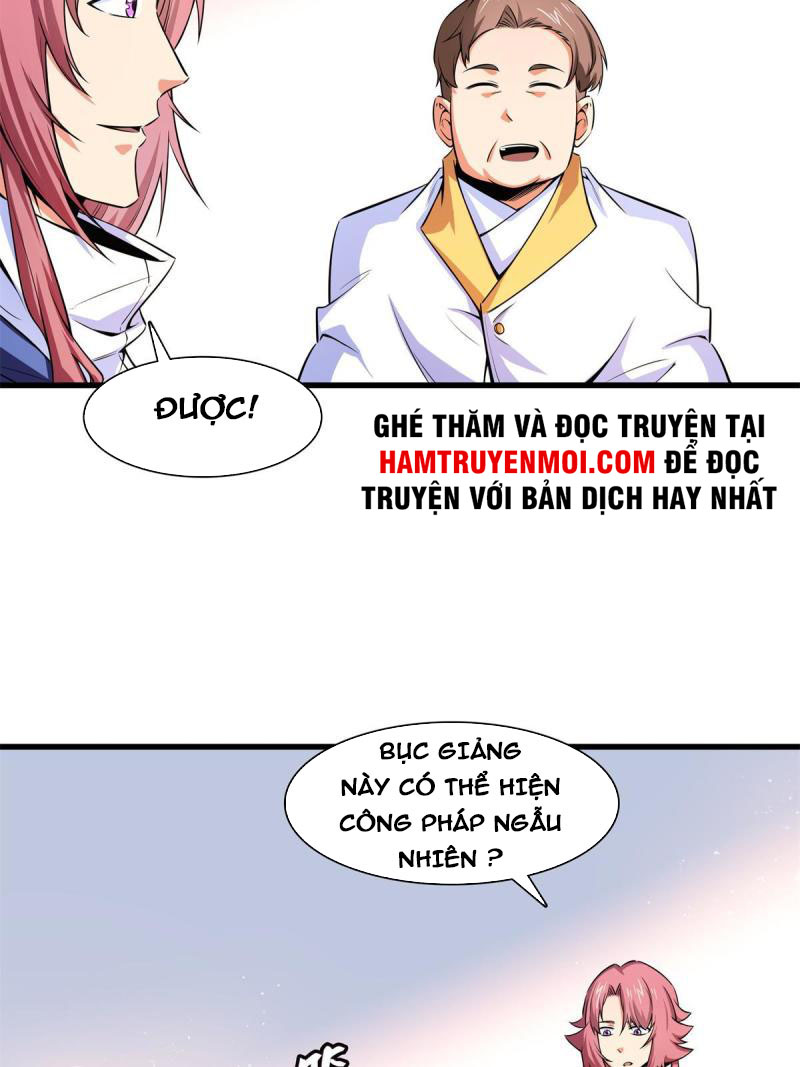 ĐƯỢC!
GHÉ THĂM VÀ ĐỌC TRUYỆN TẠI
HAMTRUYENMOI.COM ĐỂ ĐỌC
TRUYỆN VỚI BẢN DỊCH HAY NHẤT
BỤC GIẢNG
NÀY CÓ THỂ HIỆN
CÔNG PHÁP NGẪU
NHIÊN ?